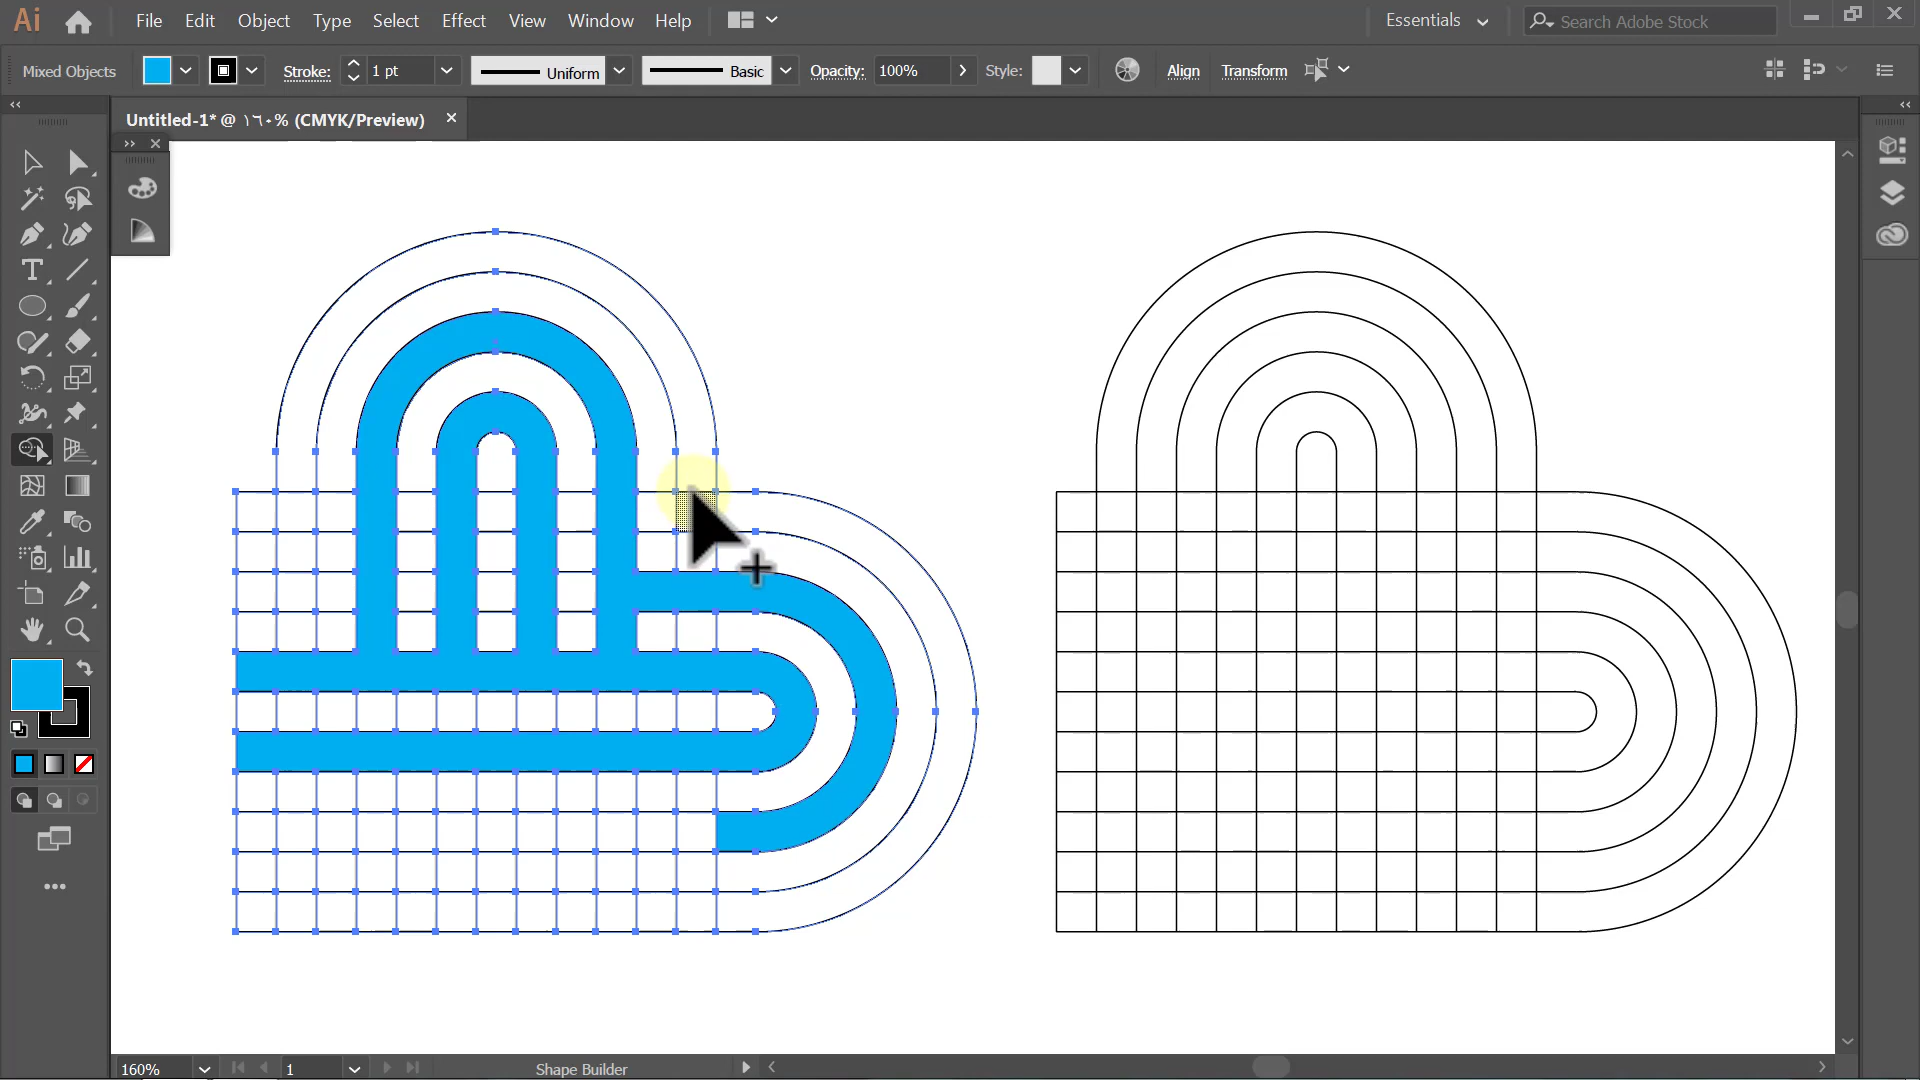 Ai File Edit Object Type Select Effect View Window Help Essentials Search Adobe Stock
Mixed Objects Stroke: 1 pt Uniform Basic Opacity: 100% Style: Align Transform
Untitled-1* @ ١٦٠% (CMYK/Preview)
160% 1 Shape Builder